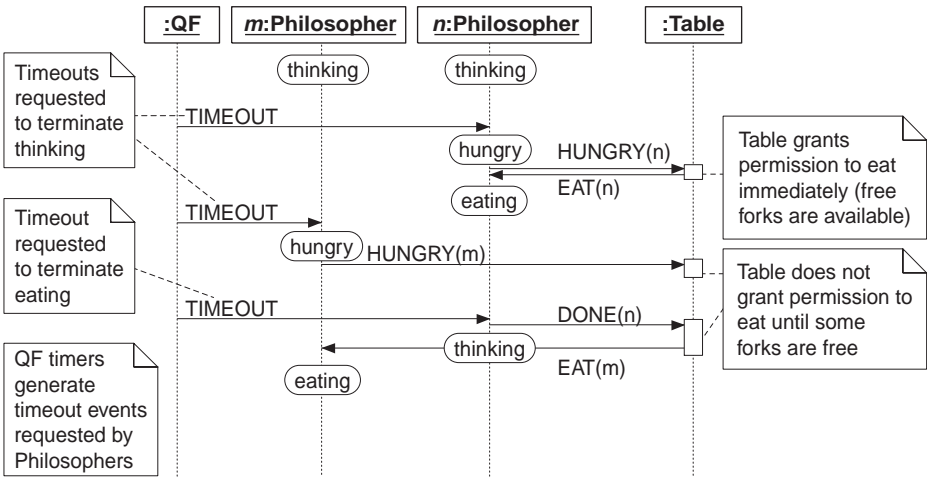 :QF
m:Philosopher
n:Philosopher
:Table
Timeouts
requested
to terminate
thinking
thinking
thinking
TIMEOUT
hungry
HUNGRY(n)
EAT(n)
Table grants
permission to eat
immediately (free
forks are available)
eating
Timeout
requested
to terminate
eating
TIMEOUT
hungry
HUNGRY(m)
Table does not
grant permission to
eat until some
forks are free
TIMEOUT
DONE(n)
thinking
EAT(m)
eating
QF timers
generate
timeout events
requested by
Philosophers